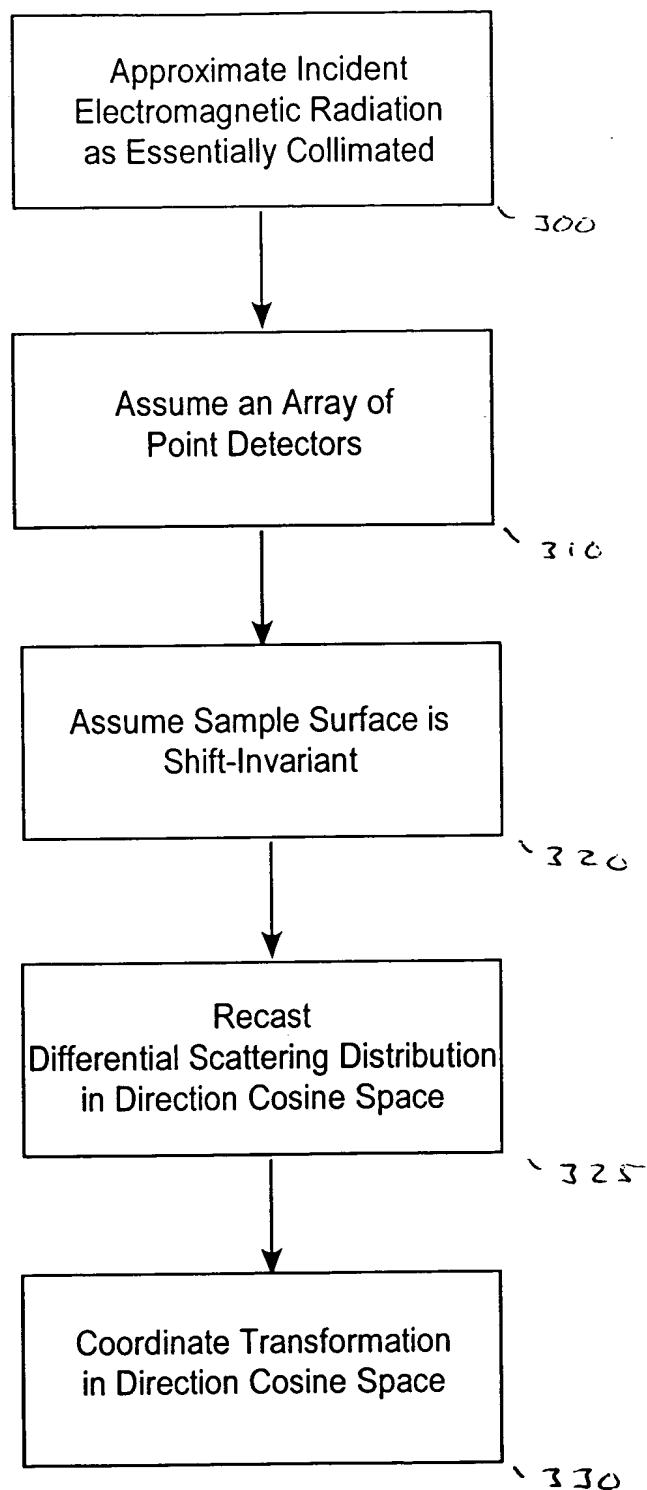 Approximate Incident
Electromagnetic Radiation
as Essentially Collimated
300
Assume an Array of
Point Detectors
310
Assume Sample Surface is
Shift-Invariant
320
Recast
Differential Scattering Distribution
in Direction Cosine Space
325
Coordinate Transformation
in Direction Cosine Space
330